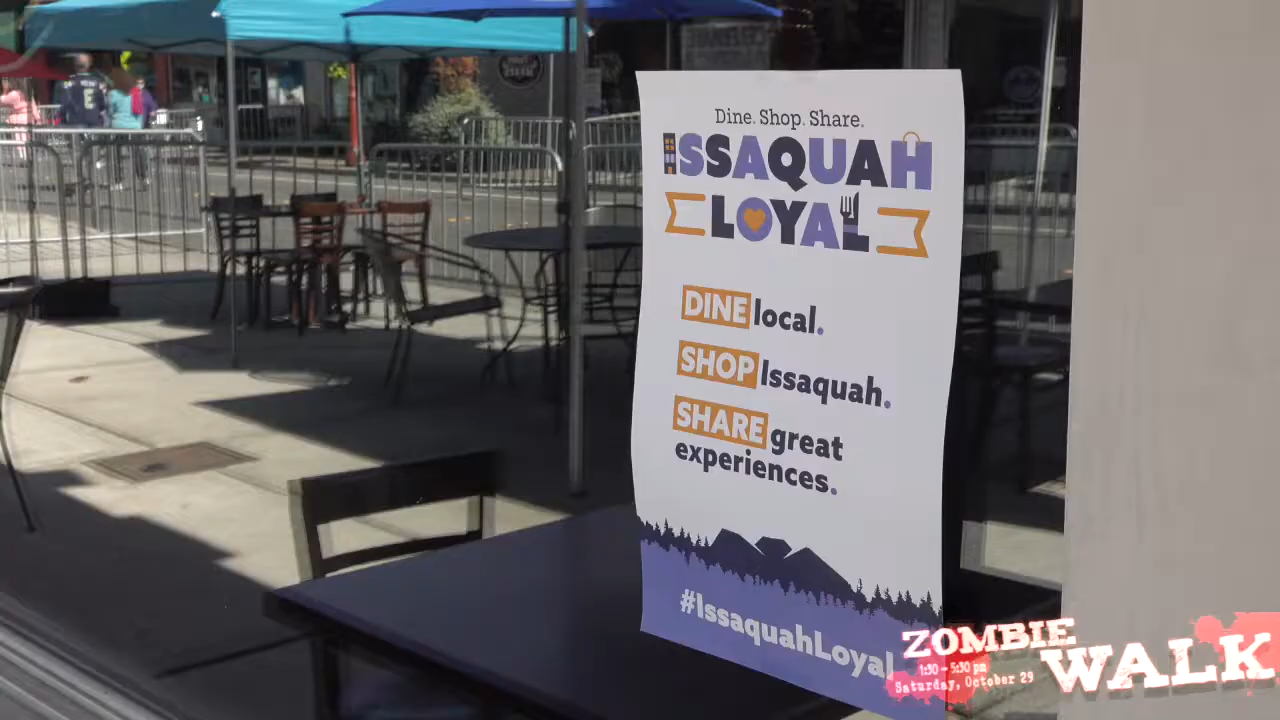 Dine. Shop. Share.
ISSAQUAH
LOYAL
DINE local.
SHOP Issaquah.
SHARE great
experiences.
#IssaquahLoyal
ZOMBIE
WALK
1:30 - 5:30 pm
Saturday, October 29